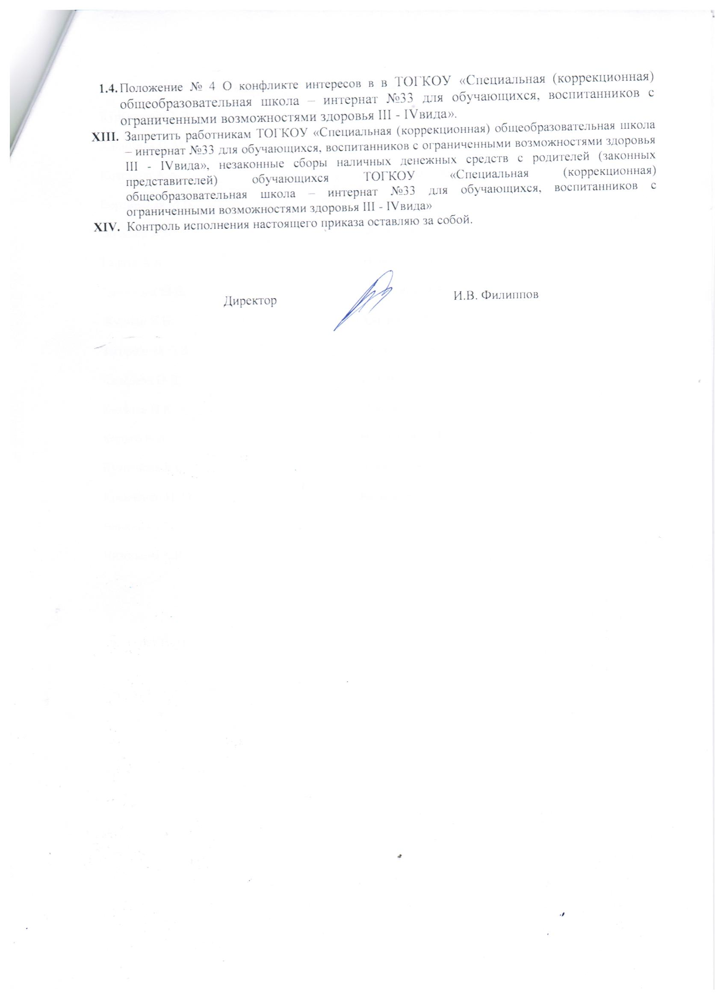 1.4. Положение № 4 О конфликте интересов в в ТОГКОУ «Специальная (коррекционная)
общеобразовательная школа – интернат №33 для обучающихся, воспитанников с
ограниченными возможностями здоровья III - IVвида».
XIII. Запретить работникам ТОГКОУ «Специальная (коррекционная) общеобразовательная школа
– интернат №33 для обучающихся, воспитанников с ограниченными возможностями здоровья
III - IVвида», незаконные сборы наличных денежных средств с родителей (законных
представителей) обучающихся ТОГКОУ «Специальная (коррекционная)
общеобразовательная школа – интернат №33 для обучающихся, воспитанников с
ограниченными возможностями здоровья III - IVвида»
XIV. Контроль исполнения настоящего приказа оставляю за собой.
Директор И.В. Филиппов